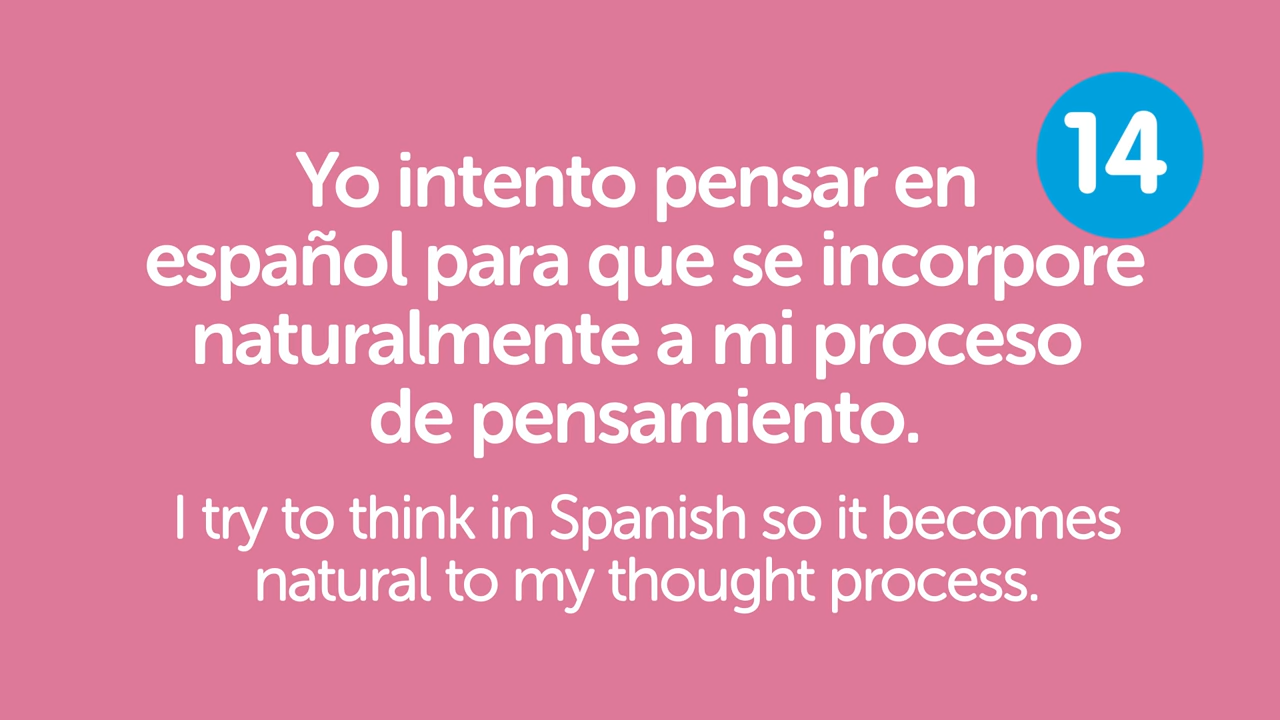 14
Yo intento pensar en
español para que se incorpore
naturalmente a mi proceso
de pensamiento.
I try to think in Spanish so it becomes
natural to my thought process.